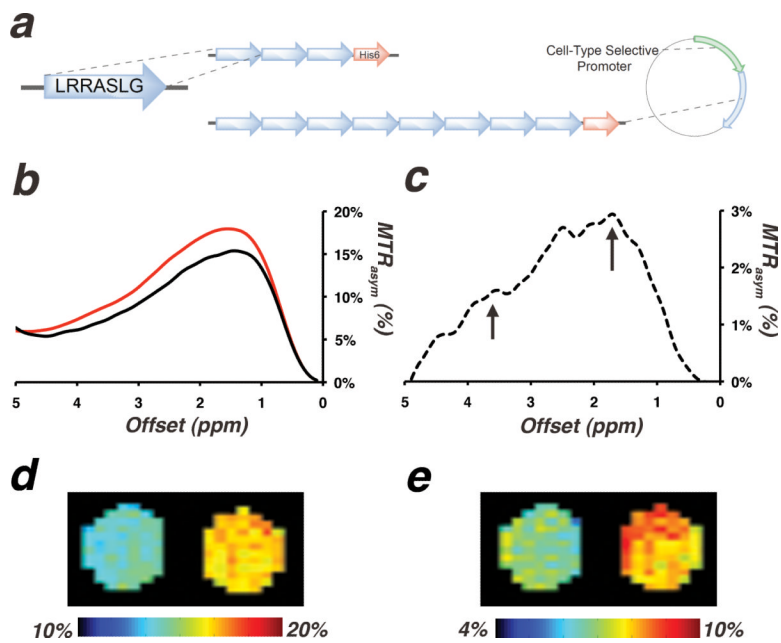 a
LRRASLG
His6
Cell-Type Selective
Promoter
b
20%
15%
10%
5%
0%
MTRasym (%)
5 4 3 2 1 0
Offset (ppm)
c
3%
2%
1%
0%
MTRasym (%)
5 4 3 2 1 0
Offset (ppm)
d
10% 20%
e
4% 10%